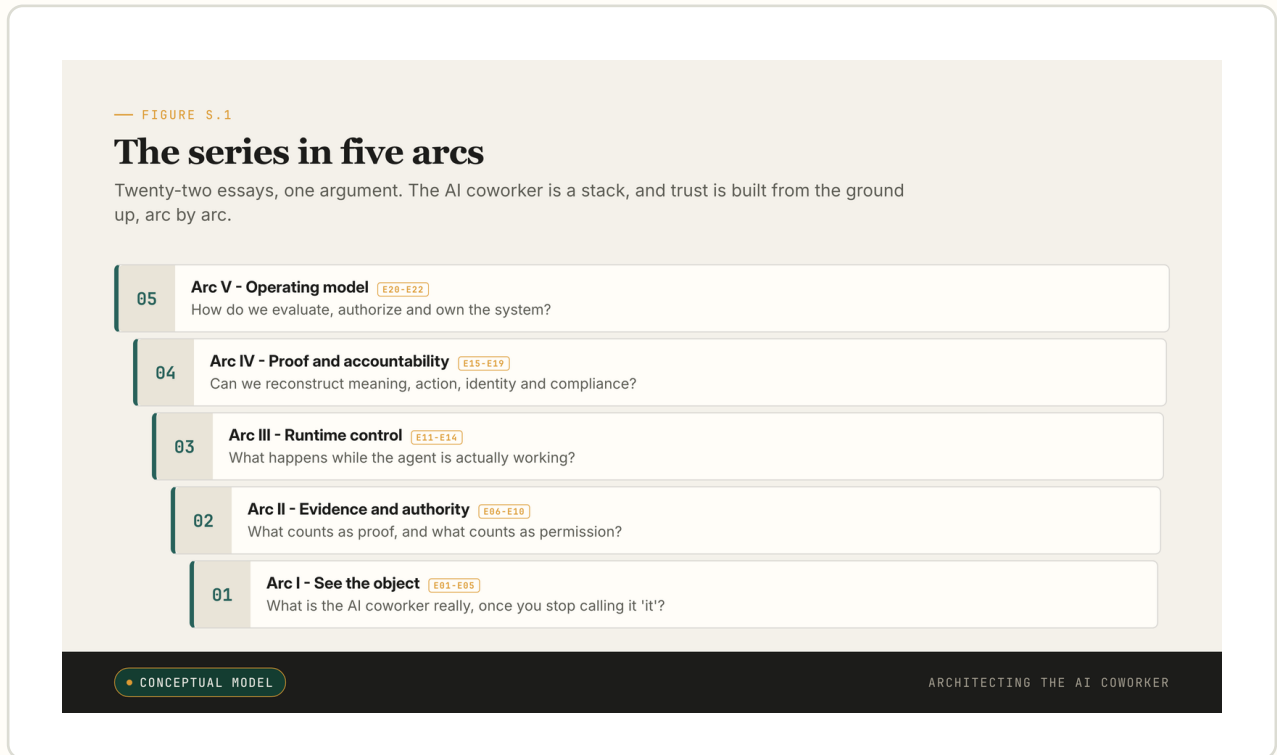 FIGURE S.1
The series in five arcs
Twenty-two essays, one argument. The AI coworker is a stack, and trust is built from the ground
up, arc by arc.
05
Arc V - Operating model E20-E22
How do we evaluate, authorize and own the system?
04
Arc IV - Proof and accountability E15-E19
Can we reconstruct meaning, action, identity and compliance?
03
Arc III - Runtime control E11-E14
What happens while the agent is actually working?
02
Arc II - Evidence and authority E06-E10
What counts as proof, and what counts as permission?
01
Arc I - See the object E01-E05
What is the AI coworker really, once you stop calling it 'it'?
CONCEPTUAL MODEL
ARCHITECTING THE AI COWORKER